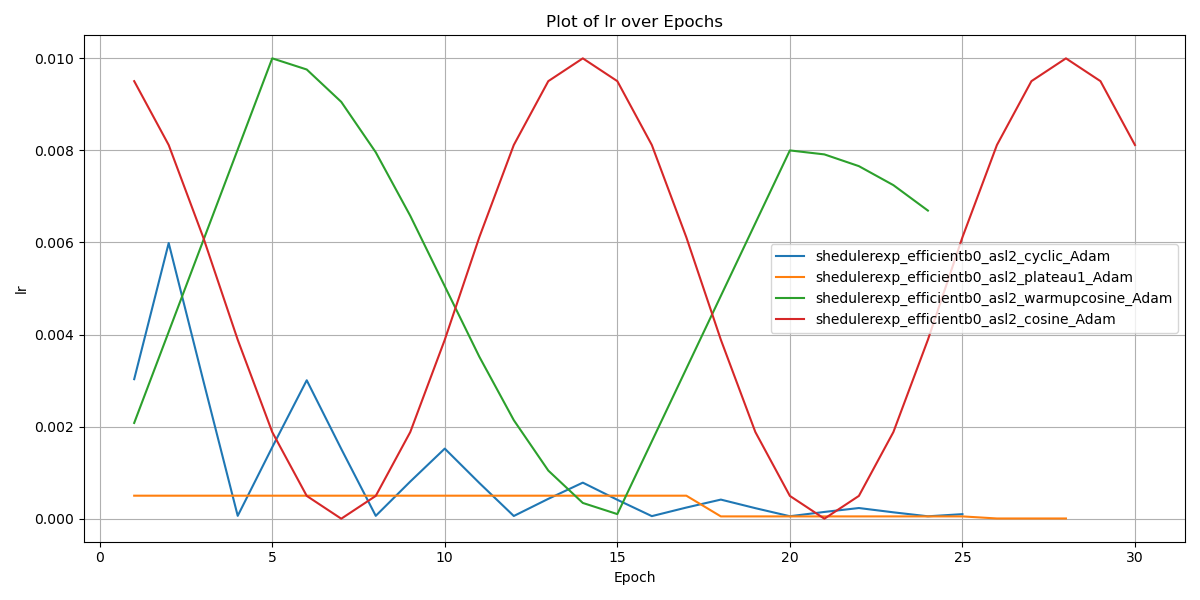 Plot of lr over Epochs
lr
0.010
0.008
0.006
0.004
0.002
0.000
shedulerexp_efficientb0_asl2_cyclic_Adam
shedulerexp_efficientb0_asl2_plateau1_Adam
shedulerexp_efficientb0_asl2_warmupcosine_Adam
shedulerexp_efficientb0_asl2_cosine_Adam
0 5 10 15 20 25 30
Epoch